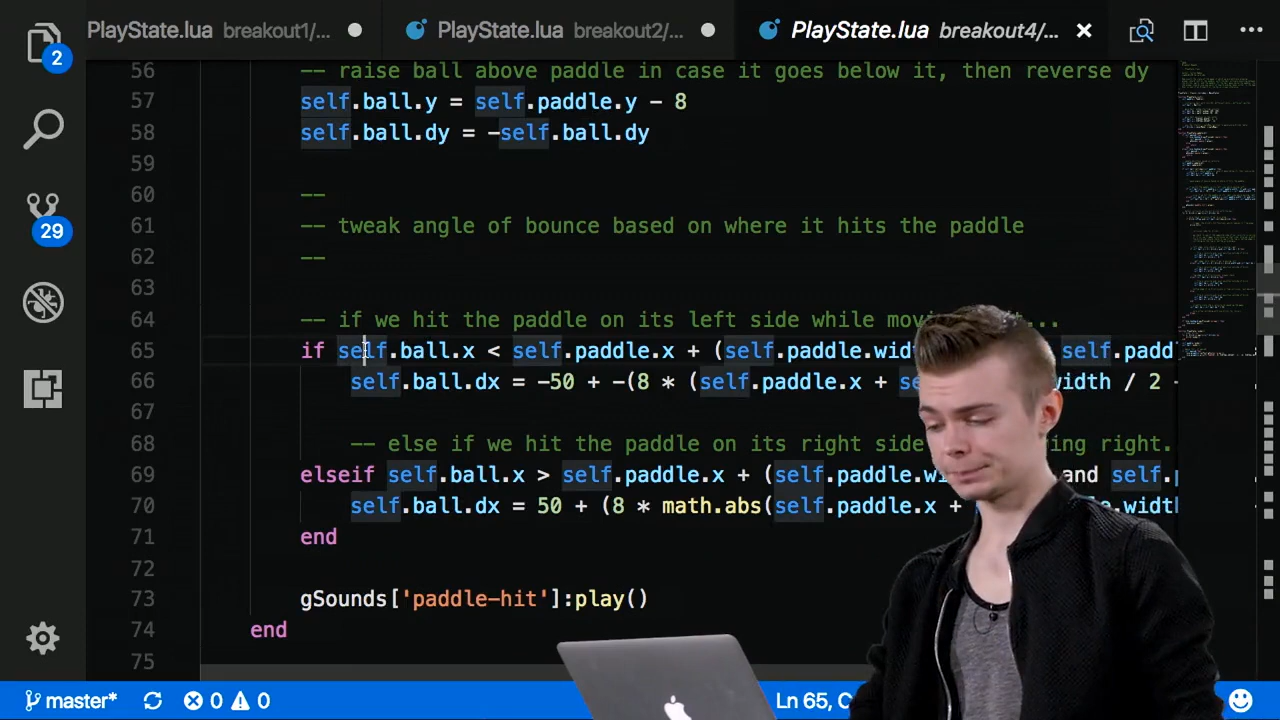 PlayState.lua breakout1/... PlayState.lua breakout2/... PlayState.lua breakout4/...
2
29
56 -- raise ball above paddle in case it goes below it, then reverse dy
57 self.ball.y = self.paddle.y - 8
58 self.ball.dy = -self.ball.dy
59
60 --
61 -- tweak angle of bounce based on where it hits the paddle
62 --
63
64 -- if we hit the paddle on its left side while mov
65 if self.ball.x < self.paddle.x + (self.paddle.wid self.padd
66 self.ball.dx = -50 + -(8 * (self.paddle.x + se width / 2 -
67
68 -- else if we hit the paddle on its right side ing right.
69 elseif self.ball.x > self.paddle.x + (self.paddle.wi and self.p
70 self.ball.dx = 50 + (8 * math.abs(self.paddle.x + .widt
71 end
72
73 gSounds['paddle-hit']:play()
74 end
75
master* 0 0 Ln 65, C